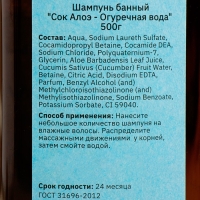 Шампунь банный
"Сок Алоэ - Огуречная вода"
500г
Состав: Aqua, Sodium Laureth Sulfate,
Cocamidopropyl Betaine, Cocamide DEA,
Sodium Chloride, Polyquaternium-7,
Glycerin, Aloe Barbadensis Leaf Juice,
Cucumis Sativus (Cucumber) Fruit Water,
Betaine, Citric Acid, Disodium EDTA,
Parfum, Benzyl Alcohol (and)
Methylchloroisothiazolinone (and)
Methylisothiazolinone, Sodium Benzoate,
Potassium Sorbate, CI 59040.
Способ применения: Нанесите
небольшое количество шампуня
на влажные волосы. Распределите
массажными движениями у корней,
затем смойте водой.
Срок годности: 24 месяца
ГОСТ 31696-2012